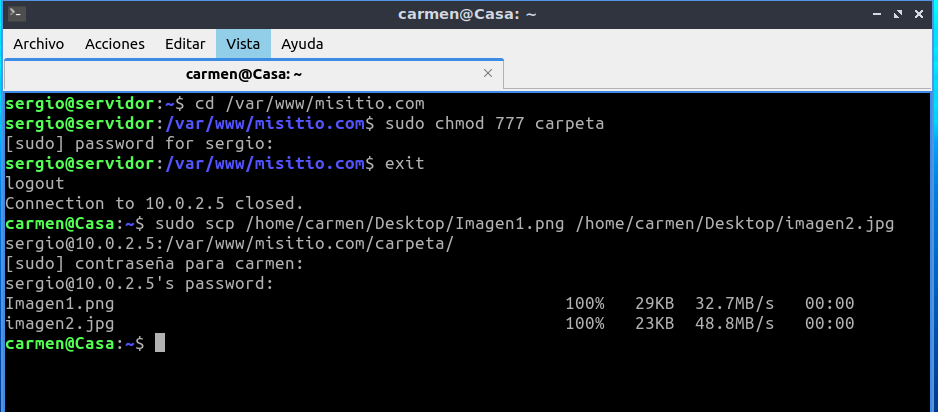 carmen@Casa: ~
Archivo Acciones Editar Vista Ayuda
carmen@Casa: ~
sergio@servidor:~$ cd /var/www/misitio.com
sergio@servidor:/var/www/misitio.com$ sudo chmod 777 carpeta
[sudo] password for sergio:
sergio@servidor:/var/www/misitio.com$ exit
logout
Connection to 10.0.2.5 closed.
carmen@Casa:~$ sudo scp /home/carmen/Desktop/Imagen1.png /home/carmen/Desktop/imagen2.jpg
sergio@10.0.2.5:/var/www/misitio.com/carpeta/
[sudo] contraseña para carmen:
sergio@10.0.2.5's password:
Imagen1.png 100% 29KB 32.7MB/s 00:00
imagen2.jpg 100% 23KB 48.8MB/s 00:00
carmen@Casa:~$